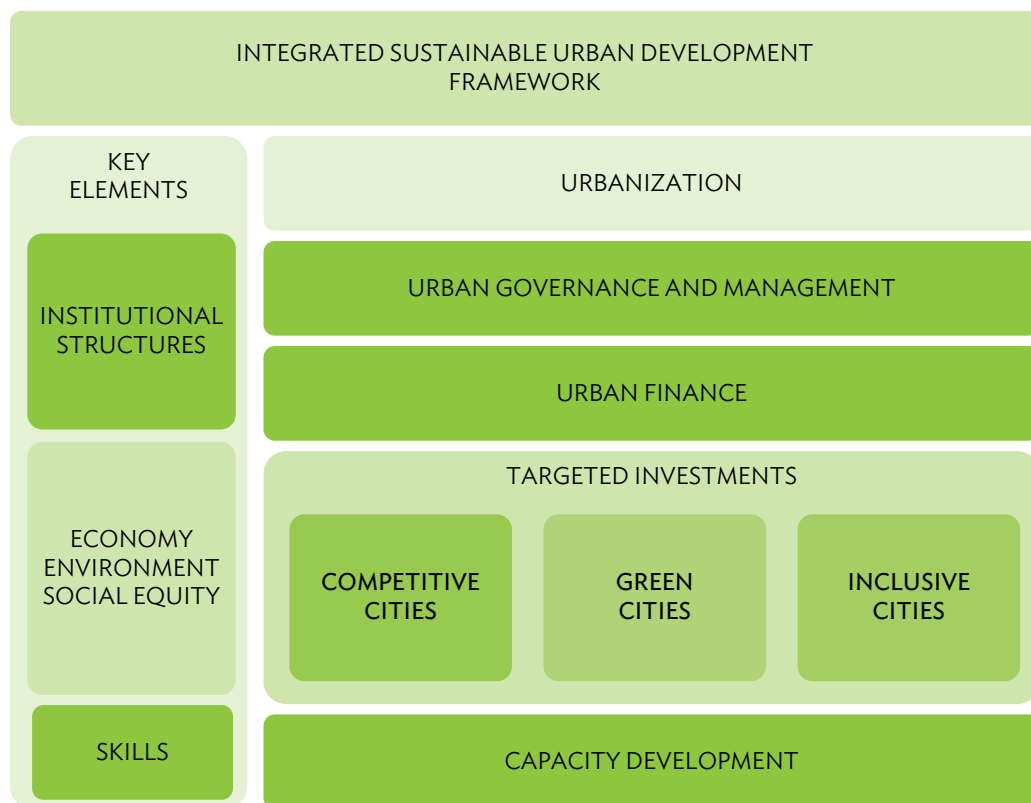 INTEGRATED SUSTAINABLE URBAN DEVELOPMENT
FRAMEWORK
KEY
ELEMENTS
URBANIZATION
INSTITUTIONAL
STRUCTURES
URBAN GOVERNANCE AND MANAGEMENT
URBAN FINANCE
ECONOMY
ENVIRONMENT
SOCIAL EQUITY
TARGETED INVESTMENTS
COMPETITIVE
CITIES
GREEN
CITIES
INCLUSIVE
CITIES
SKILLS
CAPACITY DEVELOPMENT